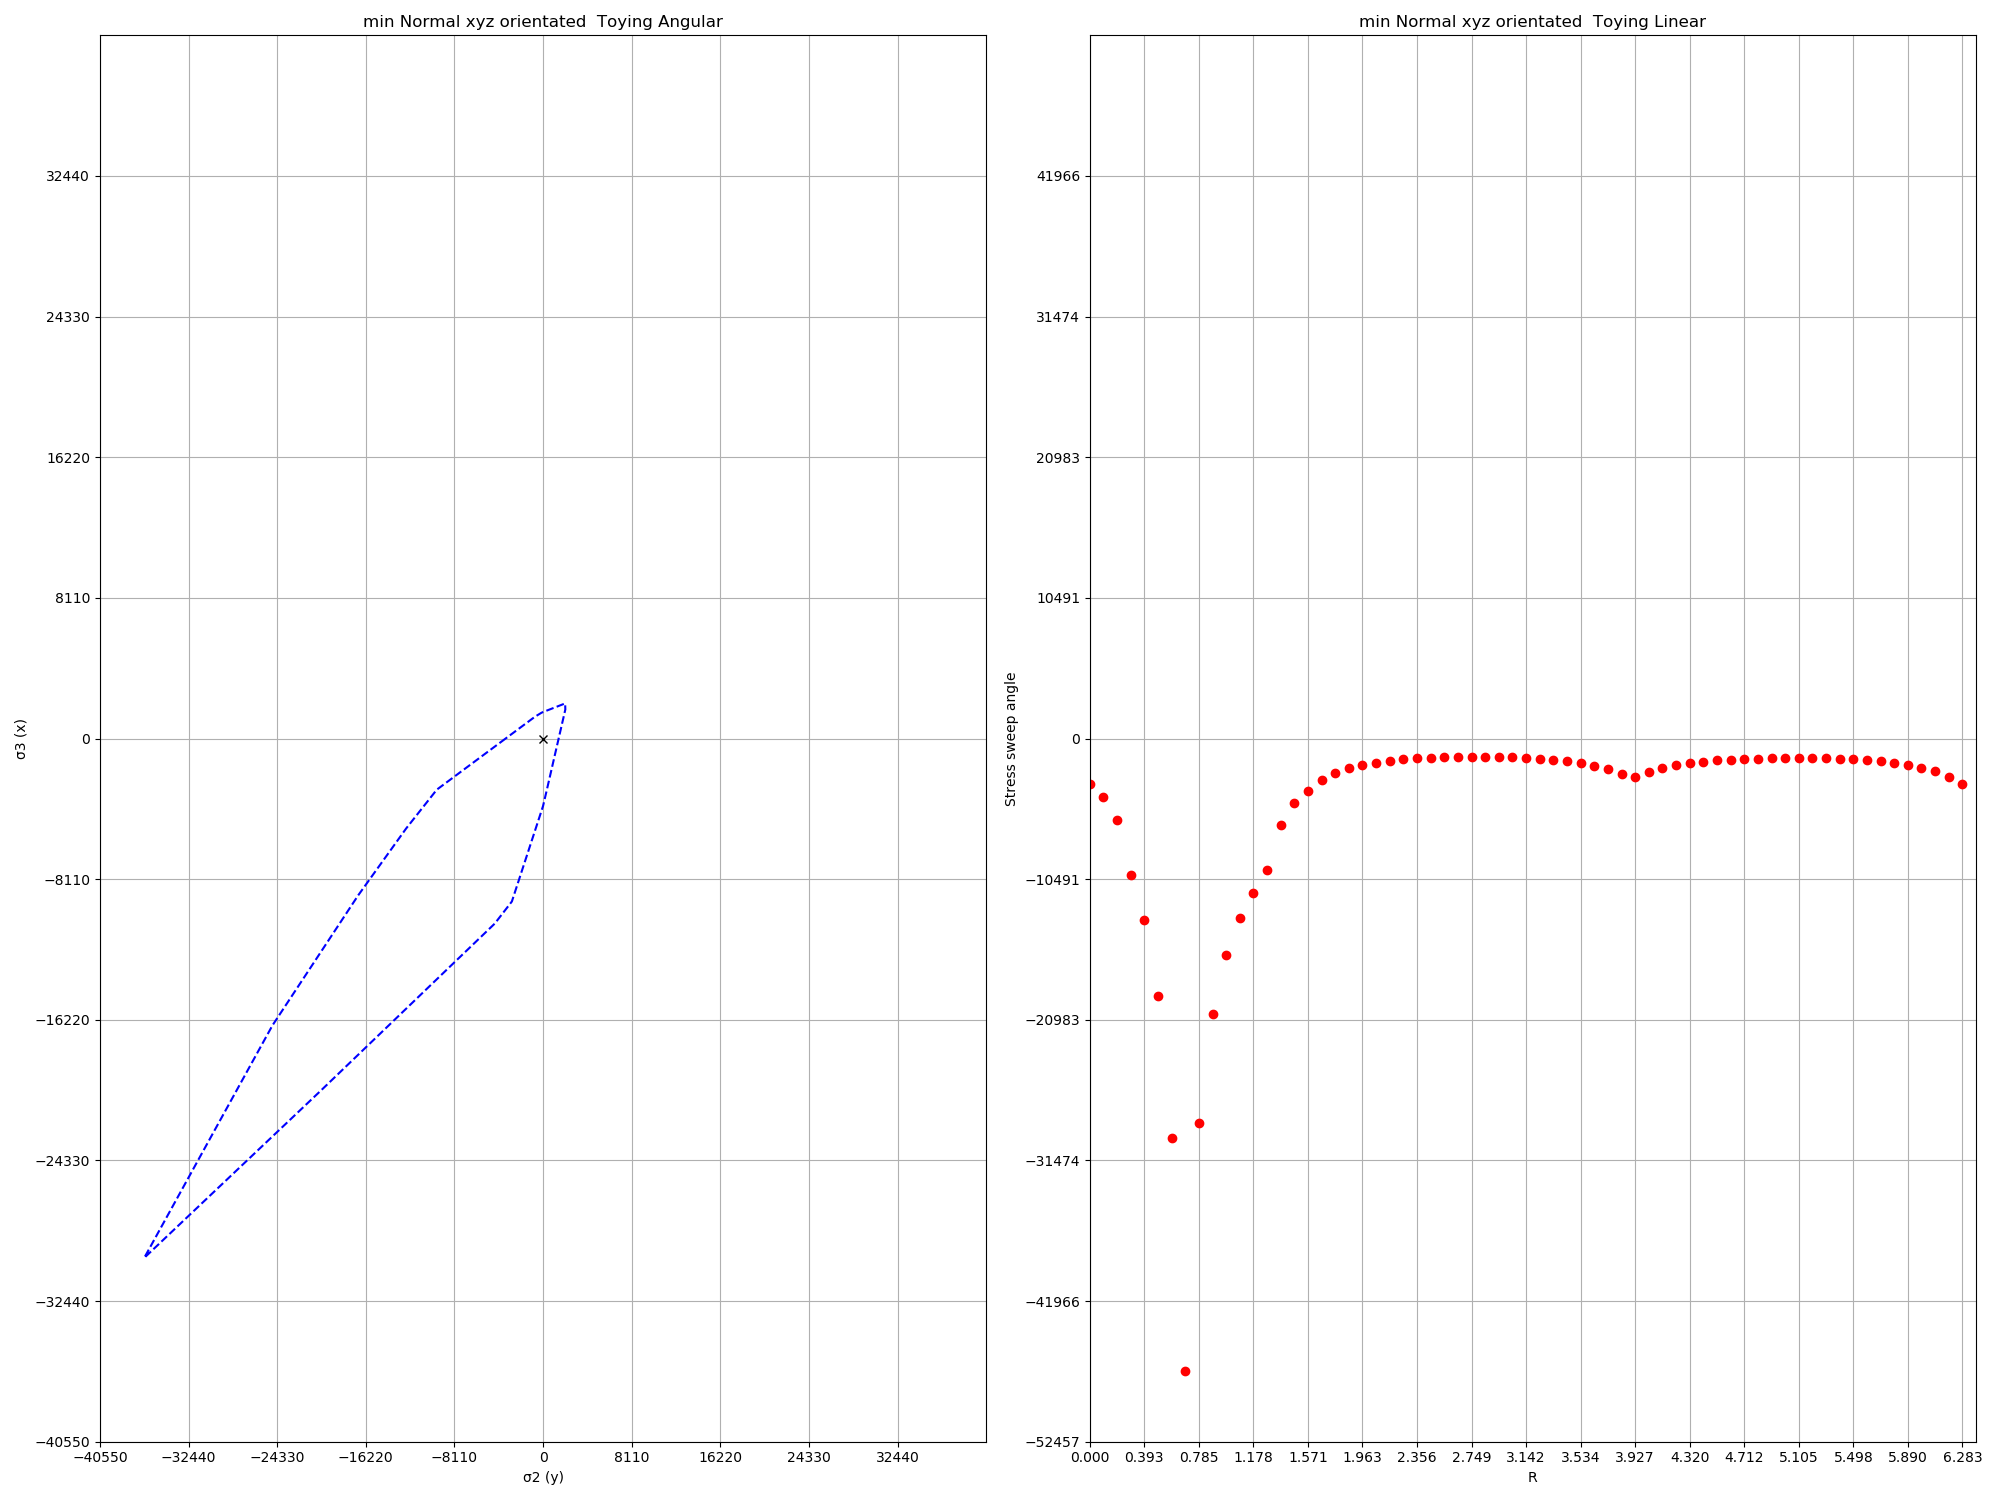 min Normal xyz orientated  Toying Angular
32440
24330
16220
8110
0
−8110
−16220
−24330
−32440
−40550
σ3 (x)
−40550 −32440 −24330 −16220 −8110 0 8110 16220 24330 32440
σ2 (y)
min Normal xyz orientated  Toying Linear
41966
31474
20983
10491
0
−10491
−20983
−31474
−41966
−52457
Stress sweep angle
0.000 0.393 0.785 1.178 1.571 1.963 2.356 2.749 3.142 3.534 3.927 4.320 4.712 5.105 5.498 5.890 6.283
R